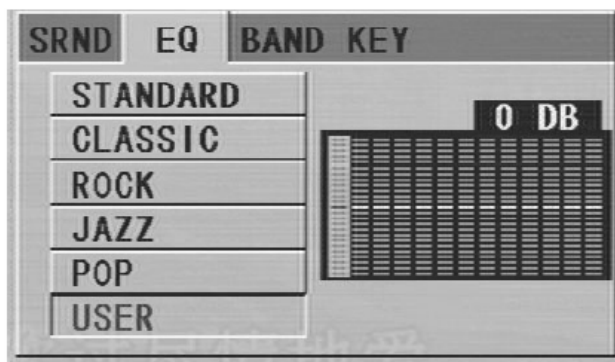 SRND EQ BAND KEY
STANDARD
0 DB
CLASSIC
ROCK
JAZZ
POP
USER